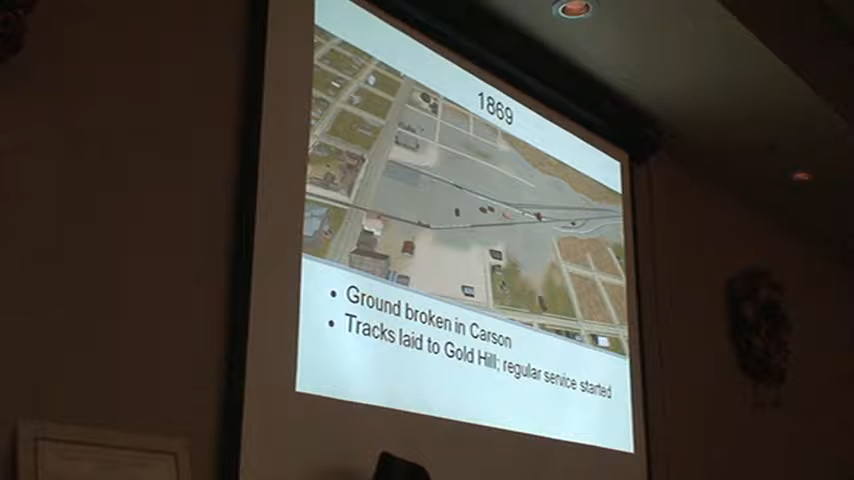 1869
• Ground broken in Carson
• Tracks laid to Gold Hill; regular service started